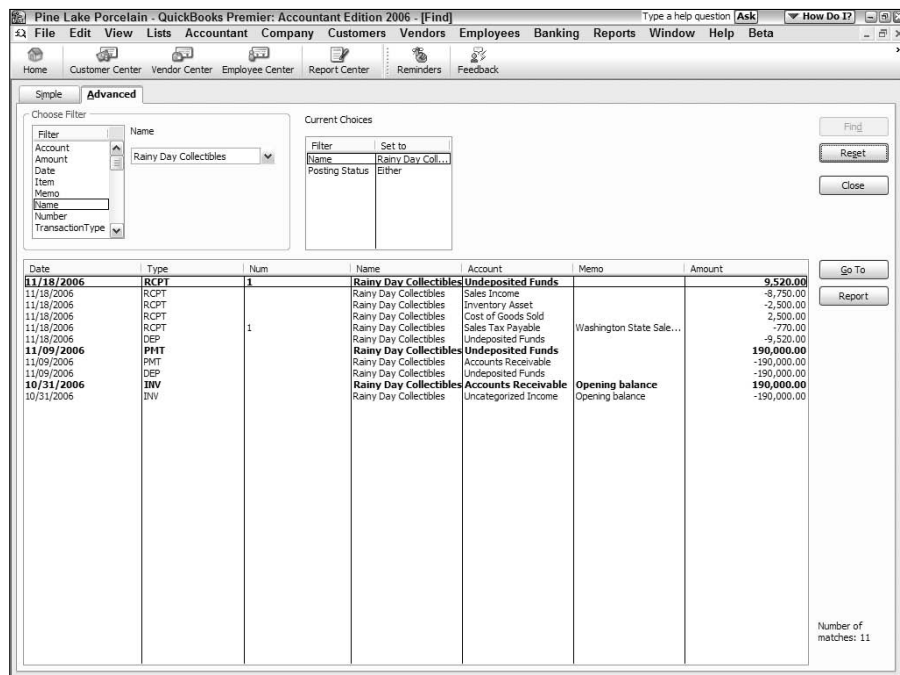 Pine Lake Porcelain - QuickBooks Premier: Accountant Edition 2006 - [Find] Type a help question Ask How Do I?
File Edit View Lists Accountant Company Customers Vendors Employees Banking Reports Window Help Beta
Home Customer Center Vendor Center Employee Center Report Center Reminders Feedback
Simple Advanced
Choose Filter
Current Choices
Filter Name
Filter Set to
Find
Account
Amount
Date
Item
Memo
Name
Number
TransactionType
Rainy Day Collectibles
Name Rainy Day Coll...
Posting Status Either
Reset
Close
Date Type Num Name Account Memo Amount
11/18/2006 RCPT 1 Rainy Day Collectibles Undeposited Funds 9,520.00
11/18/2006 RCPT Rainy Day Collectibles Sales Income -8,750.00
11/18/2006 RCPT Rainy Day Collectibles Inventory Asset -2,500.00
11/18/2006 RCPT Rainy Day Collectibles Cost of Goods Sold 2,500.00
11/18/2006 RCPT 1 Rainy Day Collectibles Sales Tax Payable Washington State Sale... -770.00
11/18/2006 DEP Rainy Day Collectibles Undeposited Funds -9,520.00
11/09/2006 PMT Rainy Day Collectibles Undeposited Funds 190,000.00
11/09/2006 PMT Rainy Day Collectibles Accounts Receivable -190,000.00
11/09/2006 DEP Rainy Day Collectibles Undeposited Funds -190,000.00
10/31/2006 INV Rainy Day Collectibles Accounts Receivable Opening balance 190,000.00
10/31/2006 INV Rainy Day Collectibles Uncategorized Income Opening balance -190,000.00
Go To
Report
Number of
matches: 11